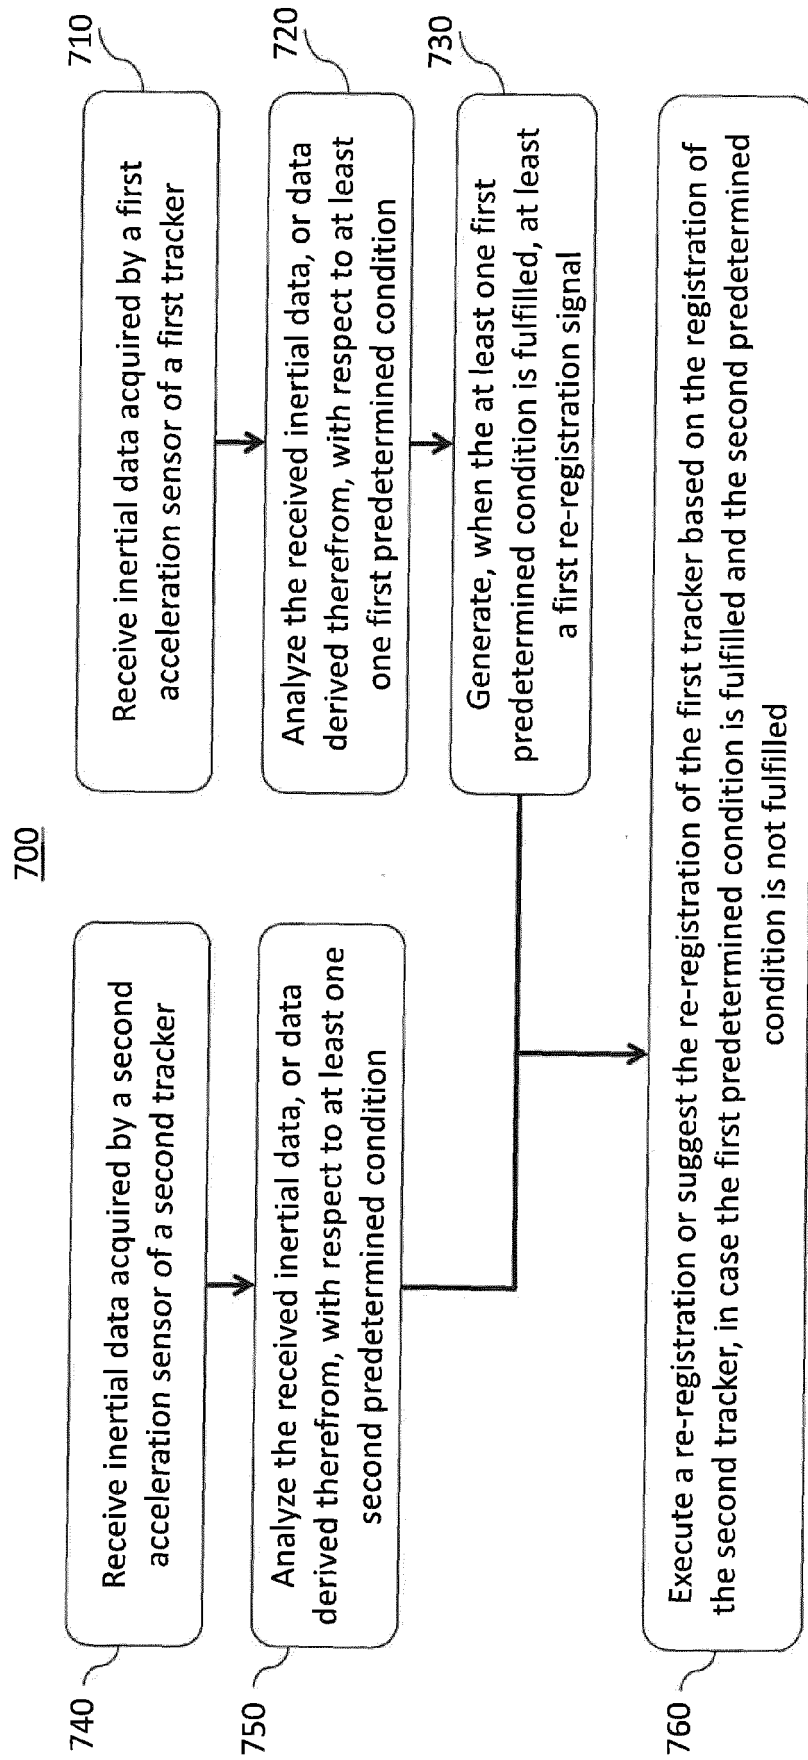 700
740
Receive inertial data acquired by a second
acceleration sensor of a second tracker
750
Analyze the received inertial data, or data
derived therefrom, with respect to at least one
second predetermined condition
710
Receive inertial data acquired by a first
acceleration sensor of a first tracker
720
Analyze the received inertial data, or data
derived therefrom, with respect to at least
one first predetermined condition
730
Generate, when the at least one first
predetermined condition is fulfilled, at least
a first re-registration signal
760
Execute a re-registration or suggest the re-registration of the first tracker based on the registration of
the second tracker, in case the first predetermined condition is fulfilled and the second predetermined
condition is not fulfilled